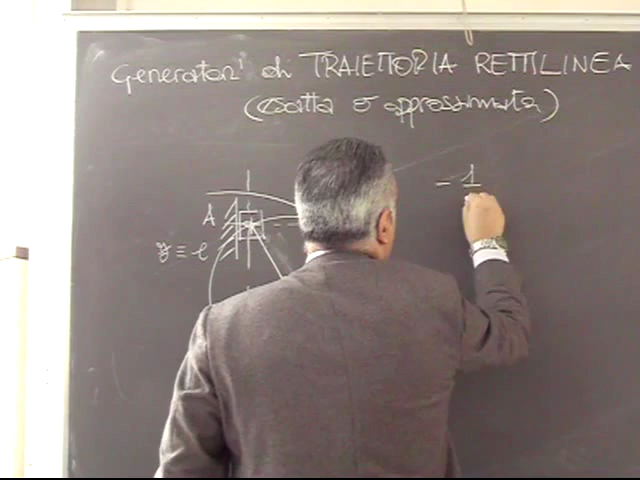 Generatori di TRAIETTORIA RETTILINEA
(esatta o approssimata)
- 1
A
y ≡ e